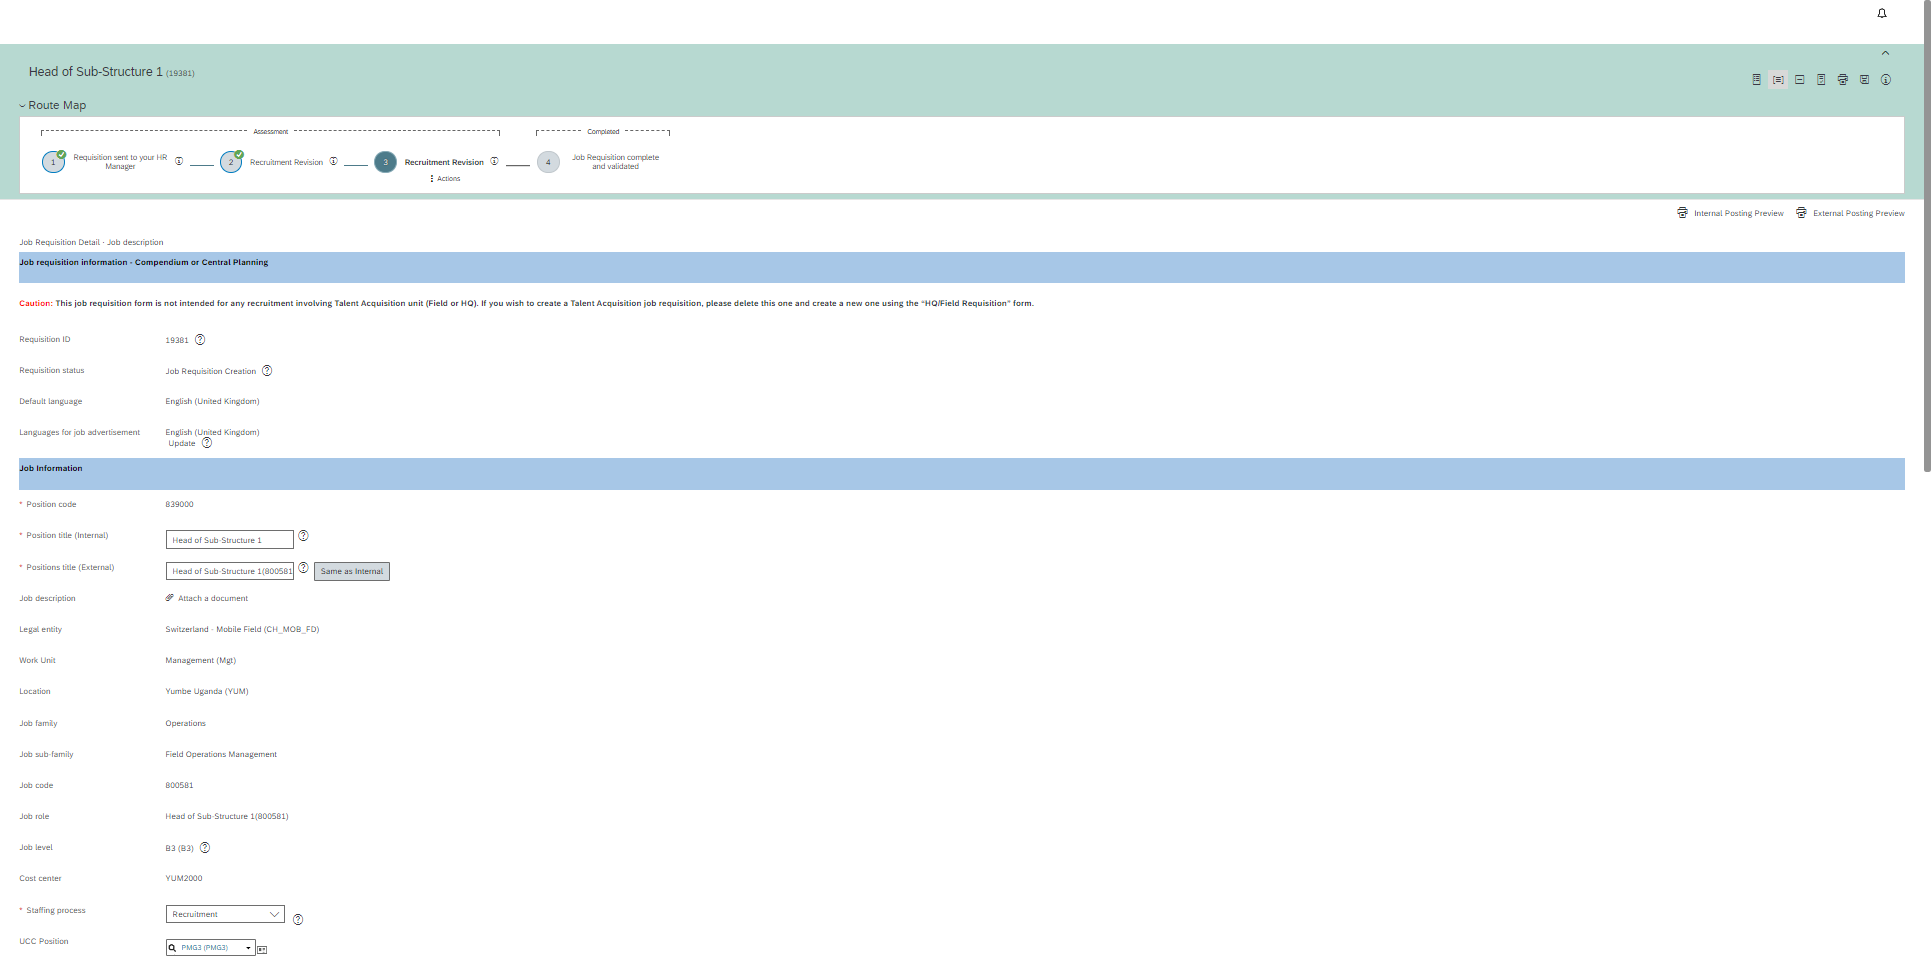 Head of Sub-Structure 1 (19381)
Route Map
Assessment
Completed
1
Requisition sent to your HR Manager
2
Recruitment Revision
3
Recruitment Revision
Actions
4
Job Requisition complete and validated
Internal Posting Preview
External Posting Preview
Job Requisition Detail - Job description
Job requisition information - Compendium or Central Planning
Caution: This job requisition form is not intended for any recruitment involving Talent Acquisition unit (Field or HQ). If you wish to create a Talent Acquisition job requisition, please delete this one and create a new one using the “HQ/Field Requisition” form.
Requisition ID 19381
Requisition status Job Requisition Creation
Default language English (United Kingdom)
Languages for job advertisement English (United Kingdom)
Update
Job Information
* Position code 839000
* Position title (Internal) Head of Sub-Structure 1
* Positions title (External) Head of Sub-Structure 1(800581 Same as Internal
Job description Attach a document
Legal entity Switzerland - Mobile Field (CH_MOB_FD)
Work Unit Management (Mgt)
Location Yumbe Uganda (YUM)
Job family Operations
Job sub-family Field Operations Management
Job code 800581
Job role Head of Sub-Structure 1(800581)
Job level B3 (B3)
Cost center YUM2000
* Staffing process Recruitment
UCC Position PMG3 (PMG3)